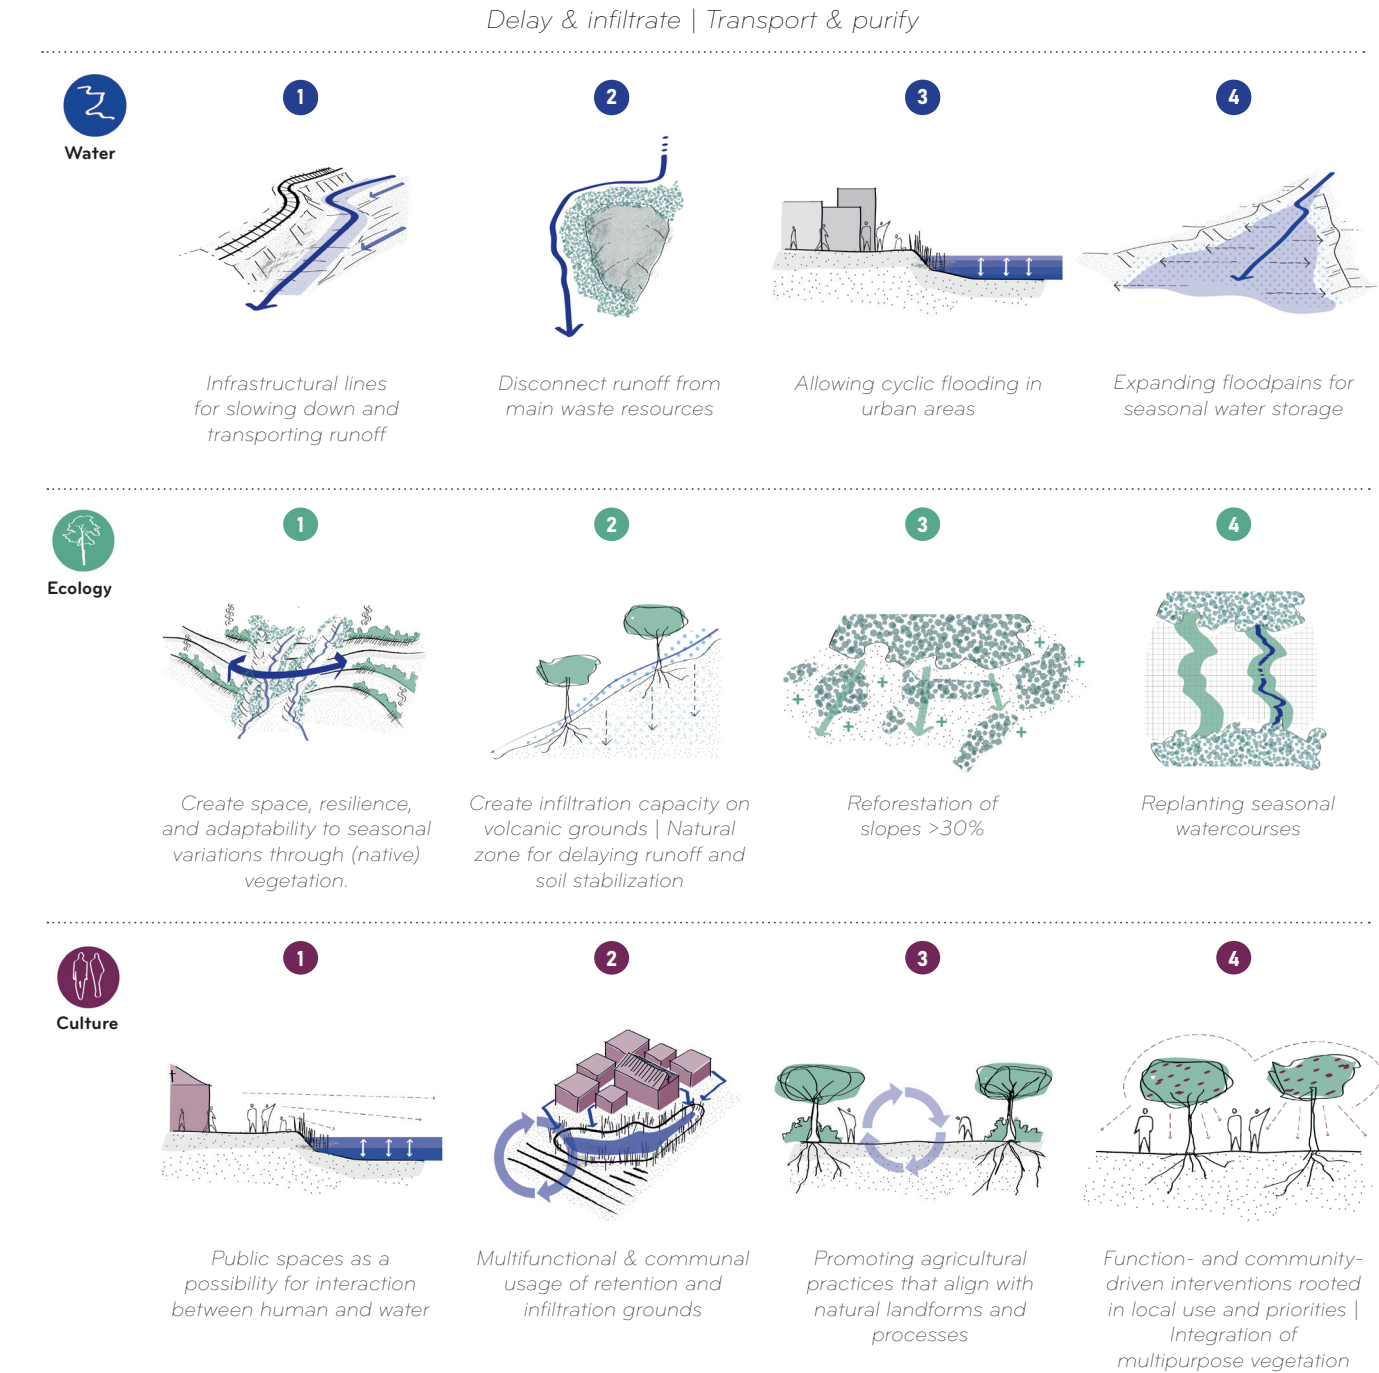 Delay & infiltrate | Transport & purify
Water
1
2
3
4
Infrastructural lines
for slowing down and
transporting runoff
Disconnect runoff from
main waste resources
Allowing cyclic flooding in
urban areas
Expanding floodpains for
seasonal water storage
Ecology
1
2
3
4
Create space, resilience,
and adaptability to seasonal
variations through (native)
vegetation.
Create infiltration capacity on
volcanic grounds | Natural
zone for delaying runoff and
soil stabilization
Reforestation of
slopes >30%
Replanting seasonal
watercourses
Culture
1
2
3
4
Public spaces as a
possibility for interaction
between human and water
Multifunctional & communal
usage of retention and
infiltration grounds
Promoting agricultural
practices that align with
natural landforms and
processes
Function- and community-
driven interventions rooted
in local use and priorities |
Integration of
multipurpose vegetation